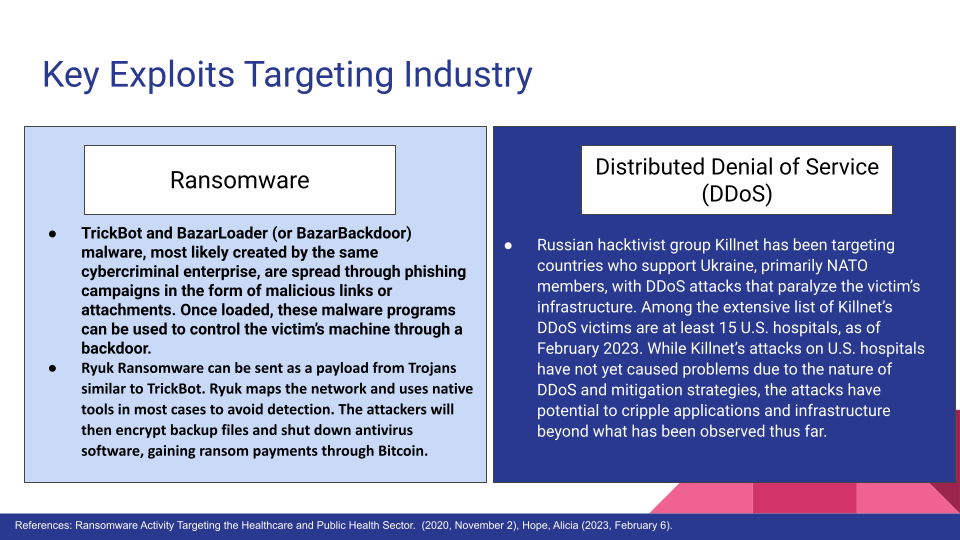 Key Exploits Targeting Industry
Ransomware
● TrickBot and BazarLoader (or BazarBackdoor)
malware, most likely created by the same
cybercriminal enterprise, are spread through phishing
campaigns in the form of malicious links or
attachments. Once loaded, these malware programs
can be used to control the victim's machine through a
backdoor.
● Ryuk Ransomware can be sent as a payload from Trojans
similar to TrickBot. Ryuk maps the network and uses native
tools in most cases to avoid detection. The attackers will
then encrypt backup files and shut down antivirus
software, gaining ransom payments through Bitcoin.
Distributed Denial of Service
(DDoS)
● Russian hacktivist group Killnet has been targeting
countries who support Ukraine, primarily NATO
members, with DDoS attacks that paralyze the victim's
infrastructure. Among the extensive list of Killnet's
DDoS victims are at least 15 U.S. hospitals, as of
February 2023. While Killnet's attacks on U.S. hospitals
have not yet caused problems due to the nature of
DDoS and mitigation strategies, the attacks have
potential to cripple applications and infrastructure
beyond what has been observed thus far.
References: Ransomware Activity Targeting the Healthcare and Public Health Sector. (2020, November 2), Hope, Alicia (2023, February 6).